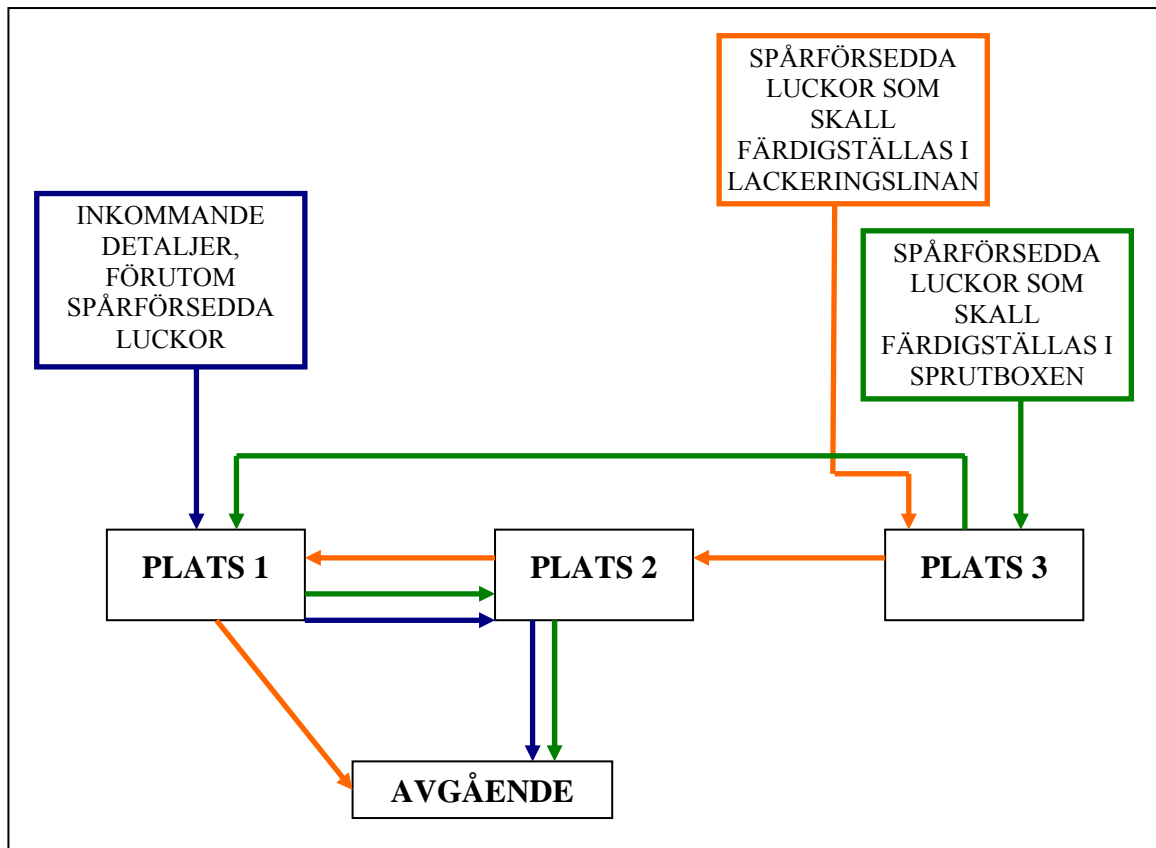 SPÅRFÖRSEDDA
LUCKOR SOM
SKALL
FÄRDIGSTÄLLAS I
LACKERINGSLINAN
INKOMMANDE
DETALJER,
FÖRUTOM
SPÅRFÖRSEDDA
LUCKOR
SPÅRFÖRSEDDA
LUCKOR SOM
SKALL
FÄRDIGSTÄLLAS I
SPRUTBOXEN
PLATS 1
PLATS 2
PLATS 3
AVGÅENDE